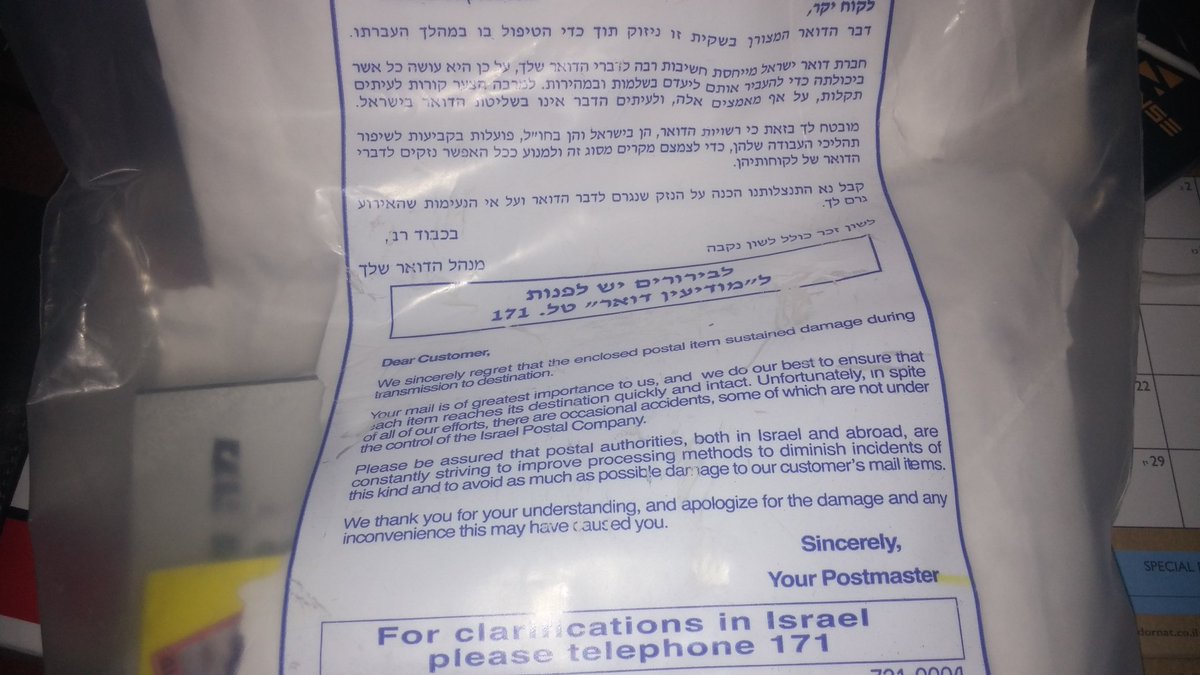 לקוח יקר,
דבר הדואר המצורף בשקית זו ניזוק תוך כדי הטיפול בו במהלך העברתו.
חברת דואר ישראל מייחסת חשיבות רבה לדברי הדואר שלך, על כן היא עושה כל אשר
ביכולתה כדי להעביר אותם ליעדם בשלמות ובמהירות. למרבה הצער קורות לעיתים
תקלות, על אף מאמצים אלה, ולעיתים הדבר אינו בשליטת הדואר בישראל.
מובטח לך בזאת כי רשויות הדואר, הן בישראל והן בחו״ל, פועלות בקביעות לשיפור
תהליכי העבודה שלהן, כדי לצמצם מקרים מסוג זה ולמנוע ככל האפשר נזקים לדברי
הדואר של לקוחותיהן.
קבל נא התנצלותנו הכנה על הנזק שנגרם לדבר הדואר ועל אי הנעימות שהאירוע
גרם לך.
לשון זכר כולל לשון נקבה
בכבוד רב,
מנהל הדואר שלך
לבירורים יש לפנות
ל״מודיעין דואר״ טל. 171
Dear Customer,
We sincerely regret that the enclosed postal item sustained damage during
transmission to destination.
Your mail is of greatest importance to us, and we do our best to ensure that
each item reaches its destination quickly and intact. Unfortunately, in spite
of all of our efforts, there are occasional accidents, some of which are not under
the control of the Israel Postal Company.
Please be assured that postal authorities, both in Israel and abroad, are
constantly striving to improve processing methods to diminish incidents of
this kind and to avoid as much as possible damage to our customer's mail items.
We thank you for your understanding, and apologize for the damage and any
inconvenience this may have caused you.
Sincerely,
Your Postmaster
For clarifications in Israel
please telephone 171
22
29
SPECIAL
dornat.co.il